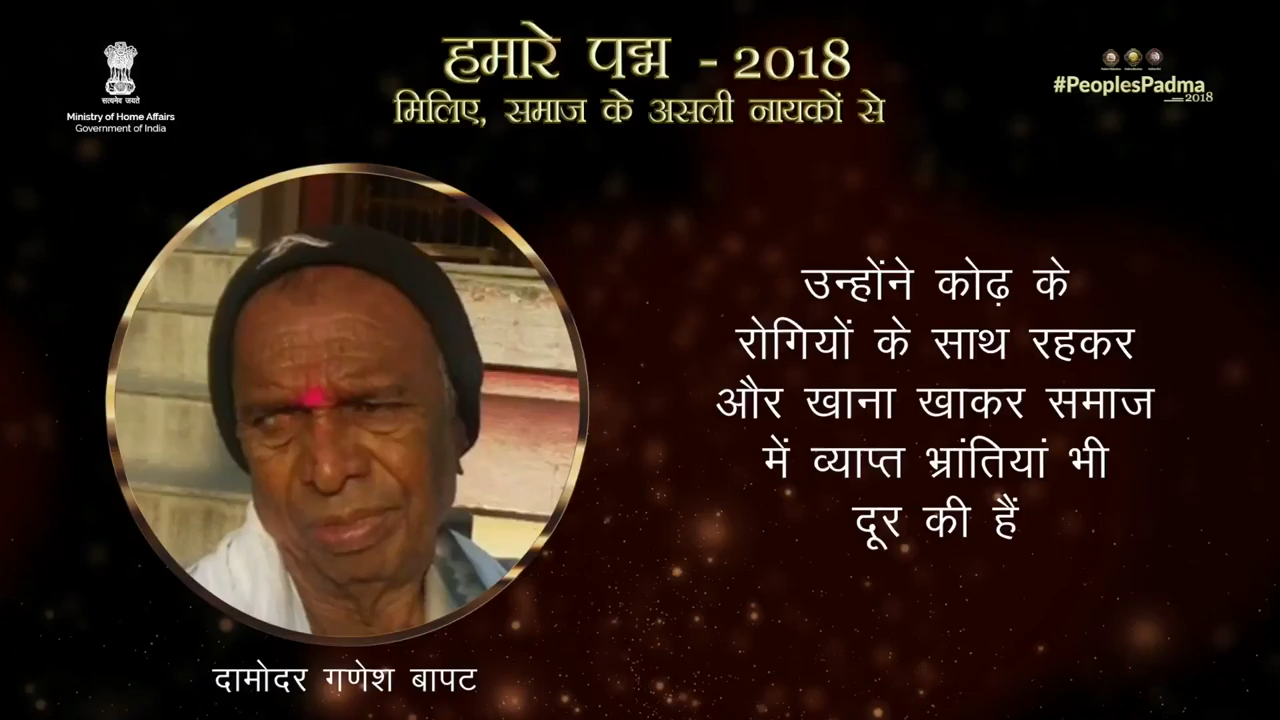 हमारे पद्म - 2018
मिलिए, समाज के असली नायकों से
सत्यमेव जयते
Ministry of Home Affairs
Government of India
#PeoplesPadma
2018
उन्होंने कोढ़ के
रोगियों के साथ रहकर
और खाना खाकर समाज
में व्याप्त भ्रांतियां भी
दूर की हैं
दामोदर गणेश बापट